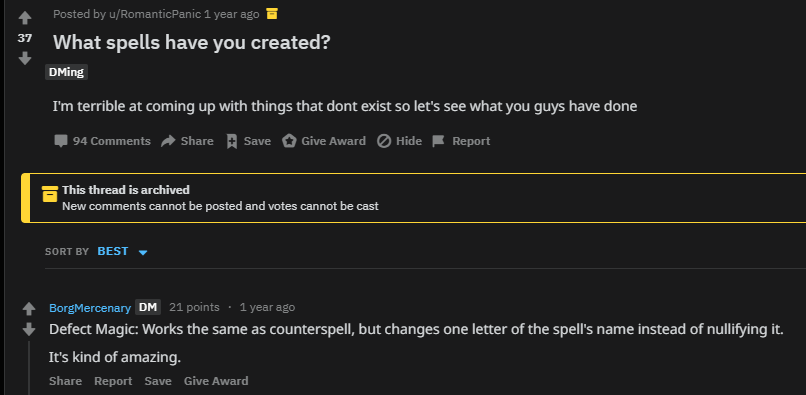 Posted by u/RomanticPanic 1 year ago
37
What spells have you created?
DMing
I'm terrible at coming up with things that dont exist so let's see what you guys have done
94 Comments Share Save Give Award Hide Report
This thread is archived
New comments cannot be posted and votes cannot be cast
SORT BY BEST
BorgMercenary DM 21 points · 1 year ago
Defect Magic: Works the same as counterspell, but changes one letter of the spell's name instead of nullifying it.
It's kind of amazing.
Share Report Save Give Award